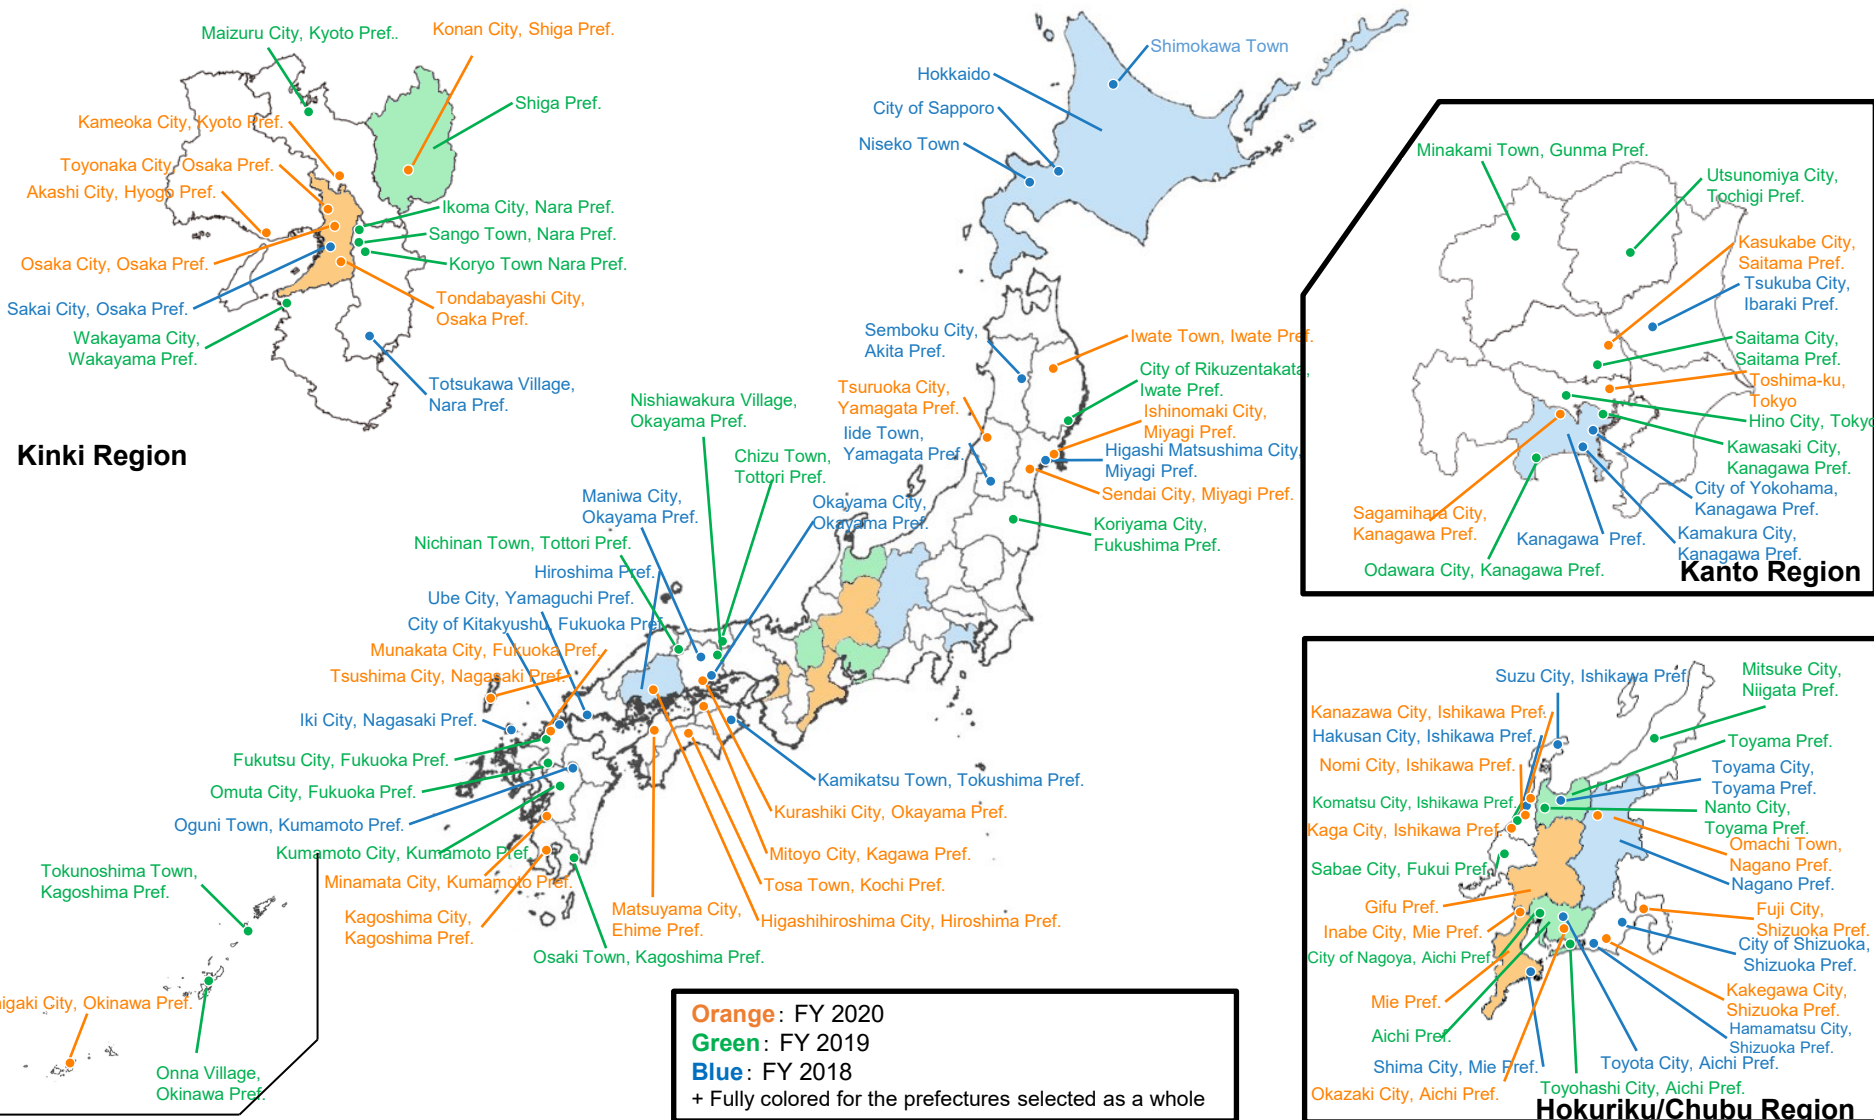 Maizuru City, Kyoto Pref..
Konan City, Shiga Pref.
Shiga Pref.
Kameoka City, Kyoto Pref.
Toyonaka City, Osaka Pref.
Akashi City, Hyogo Pref.
Ikoma City, Nara Pref.
Sango Town, Nara Pref.
Osaka City, Osaka Pref.
Koryo Town Nara Pref.
Sakai City, Osaka Pref.
Tondabayashi City,
Osaka Pref.
Wakayama City,
Wakayama Pref.
Totsukawa Village,
Nara Pref.
Kinki Region
Shimokawa Town
Hokkaido
City of Sapporo
Niseko Town
Semboku City,
Akita Pref.
Iwate Town, Iwate Pref.
City of Rikuzentakata,
Iwate Pref.
Tsuruoka City,
Yamagata Pref.
Ishinomaki City,
Miyagi Pref.
Iide Town,
Yamagata Pref.
Higashi Matsushima City,
Miyagi Pref.
Sendai City, Miyagi Pref.
Koriyama City,
Fukushima Pref.
Nishiawakura Village,
Okayama Pref.
Chizu Town,
Tottori Pref.
Maniwa City,
Okayama Pref.
Okayama City,
Okayama Pref.
Nichinan Town, Tottori Pref.
Hiroshima Pref.
Ube City, Yamaguchi Pref.
City of Kitakyushu, Fukuoka Pref.
Munakata City, Fukuoka Pref.
Tsushima City, Nagasaki Pref.
Iki City, Nagasaki Pref.
Fukutsu City, Fukuoka Pref.
Omuta City, Fukuoka Pref.
Oguni Town, Kumamoto Pref.
Kumamoto City, Kumamoto Pref.
Minamata City, Kumamoto Pref.
Kagoshima City,
Kagoshima Pref.
Osaki Town, Kagoshima Pref.
Matsuyama City,
Ehime Pref.
Kamikatsu Town, Tokushima Pref.
Kurashiki City, Okayama Pref.
Mitoyo City, Kagawa Pref.
Tosa Town, Kochi Pref.
Higashihiroshima City, Hiroshima Pref.
Tokunoshima Town,
Kagoshima Pref.
higaki City, Okinawa Pref.
Onna Village,
Okinawa Pref.
Orange: FY 2020
Green: FY 2019
Blue: FY 2018
+ Fully colored for the prefectures selected as a whole
Minakami Town, Gunma Pref.
Utsunomiya City,
Tochigi Pref.
Kasukabe City,
Saitama Pref.
Tsukuba City,
Ibaraki Pref.
Saitama City,
Saitama Pref.
Toshima-ku,
Tokyo
Hino City, Tokyo
Kawasaki City,
Kanagawa Pref.
City of Yokohama,
Kanagawa Pref.
Sagamihara City,
Kanagawa Pref.
Kanagawa Pref.
Kamakura City,
Kanagawa Pref.
Odawara City, Kanagawa Pref.
Kanto Region
Suzu City, Ishikawa Pref.
Mitsuke City,
Niigata Pref.
Kanazawa City, Ishikawa Pref.
Hakusan City, Ishikawa Pref.
Toyama Pref.
Nomi City, Ishikawa Pref.
Toyama City,
Toyama Pref.
Komatsu City, Ishikawa Pref.
Nanto City,
Toyama Pref.
Kaga City, Ishikawa Pref.
Omachi Town,
Nagano Pref.
Sabae City, Fukui Pref.
Nagano Pref.
Gifu Pref.
Fuji City,
Shizuoka Pref.
Inabe City, Mie Pref.
City of Shizuoka,
Shizuoka Pref.
City of Nagoya, Aichi Pref.
Mie Pref.
Kakegawa City,
Shizuoka Pref.
Aichi Pref.
Hamamatsu City,
Shizuoka Pref.
Shima City, Mie Pref.
Toyota City, Aichi Pref.
Okazaki City, Aichi Pref.
Toyohashi City, Aichi Pref.
Hokuriku/Chubu Region